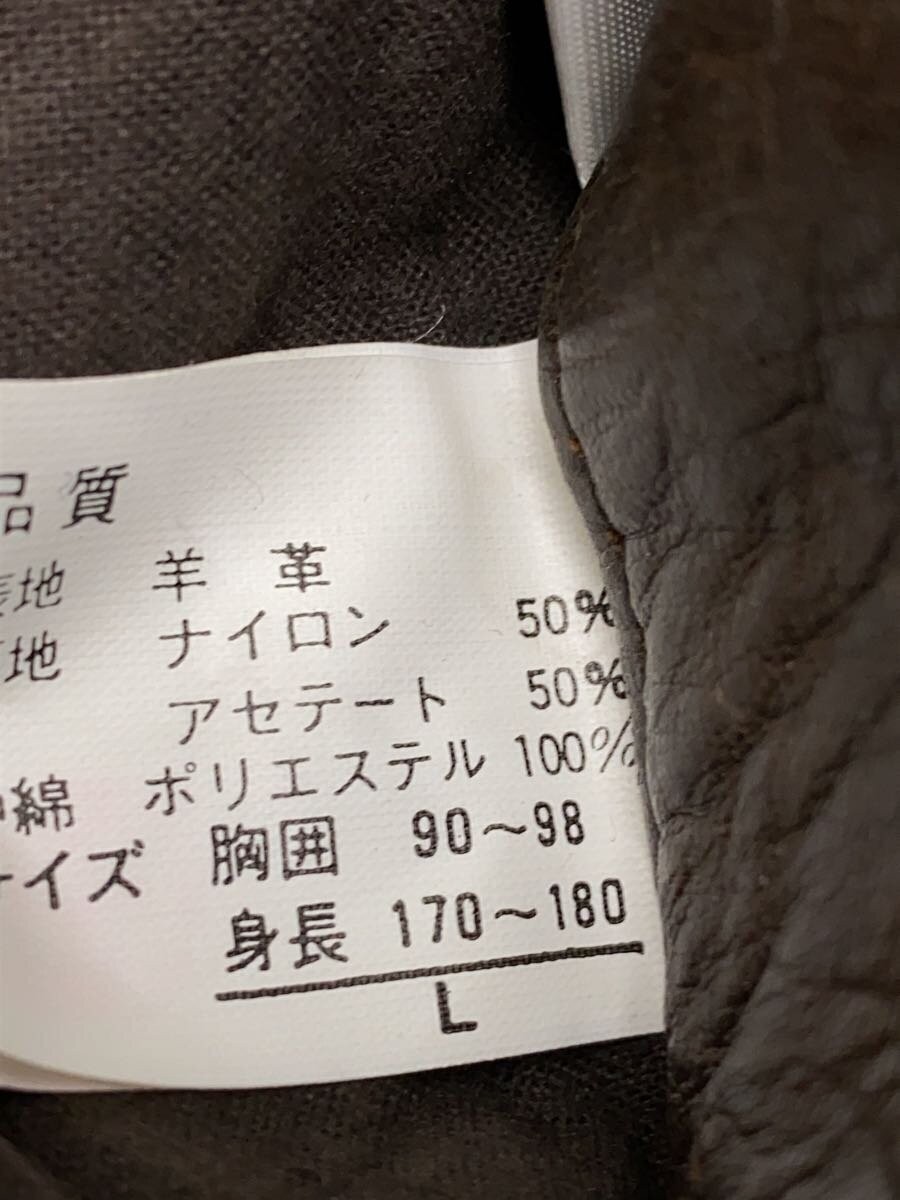 品質
表地 羊革
地 ナイロン 50%
アセテート 50%
中綿 ポリエステル 100%
サイズ 胸囲 90~98
身長 170~180
L